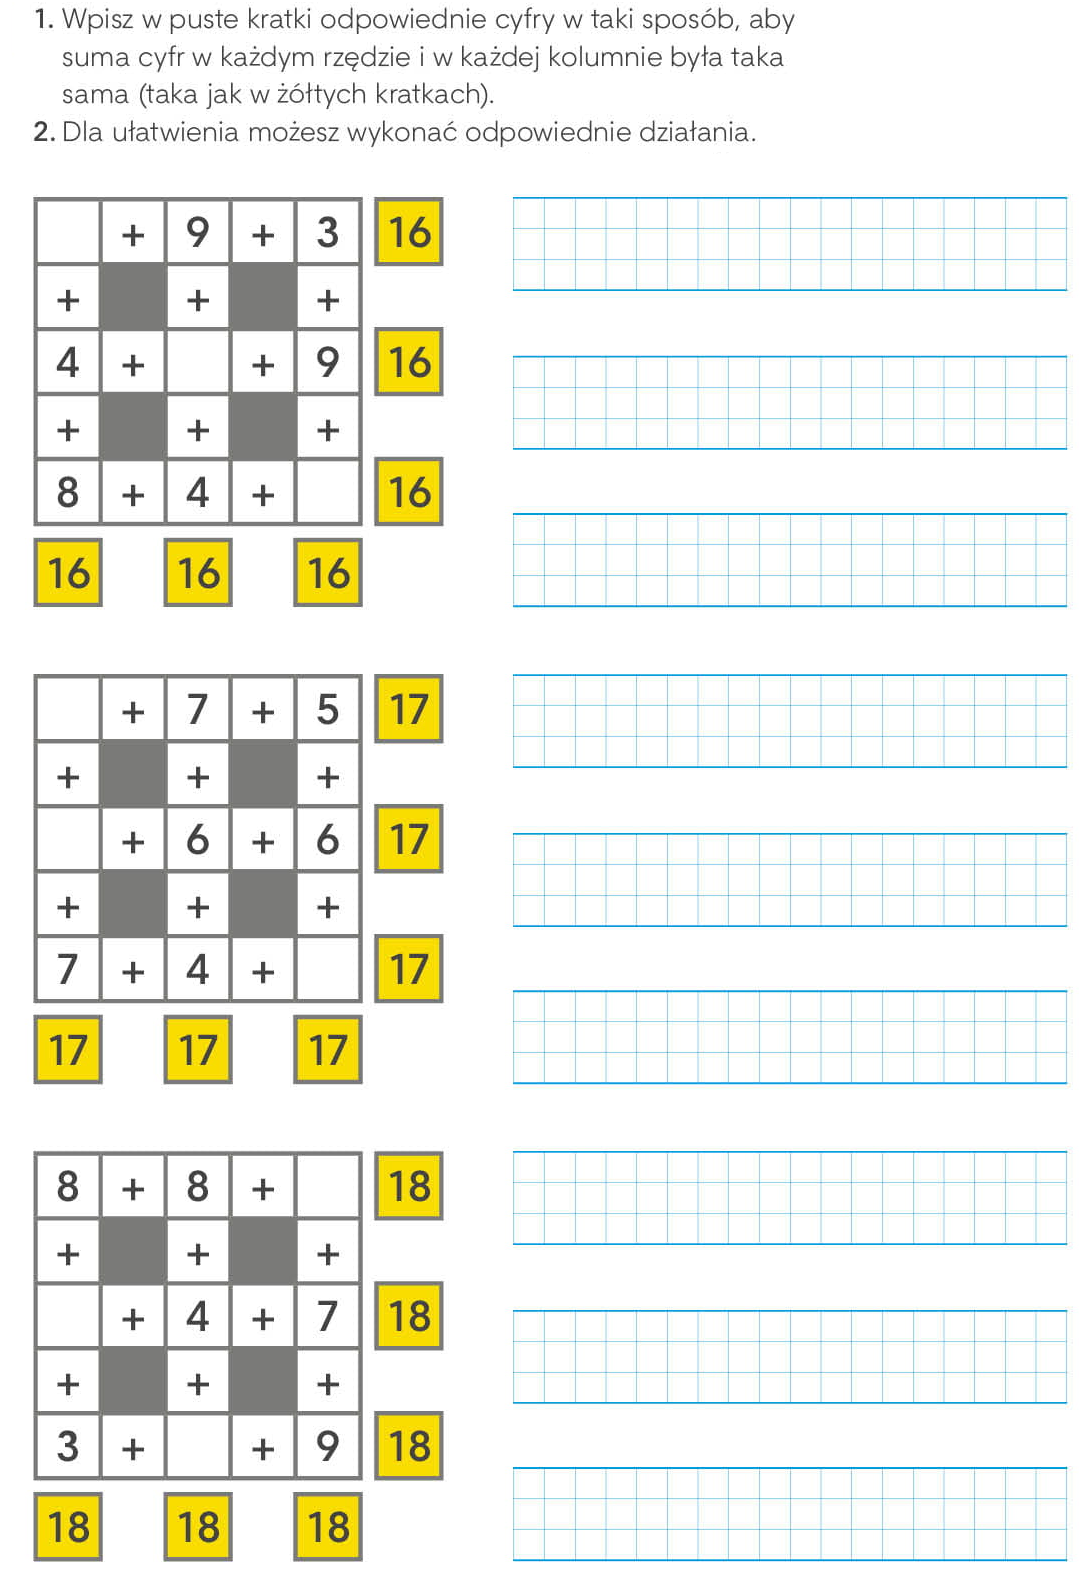 1. Wpisz w puste kratki odpowiednie cyfry w taki sposób, aby
suma cyfr w każdym rzędzie i w każdej kolumnie była taka
sama (taka jak w żółtych kratkach).
2. Dla ułatwienia możesz wykonać odpowiednie działania.
+ 9 + 3 16
+ + +
4 + + 9 16
+ + +
8 + 4 + 16
16 16 16
+ 7 + 5 17
+ + +
+ 6 + 6 17
+ + +
7 + 4 + 17
17 17 17
8 + 8 + 18
+ + +
+ 4 + 7 18
+ + +
3 + + 9 18
18 18 18